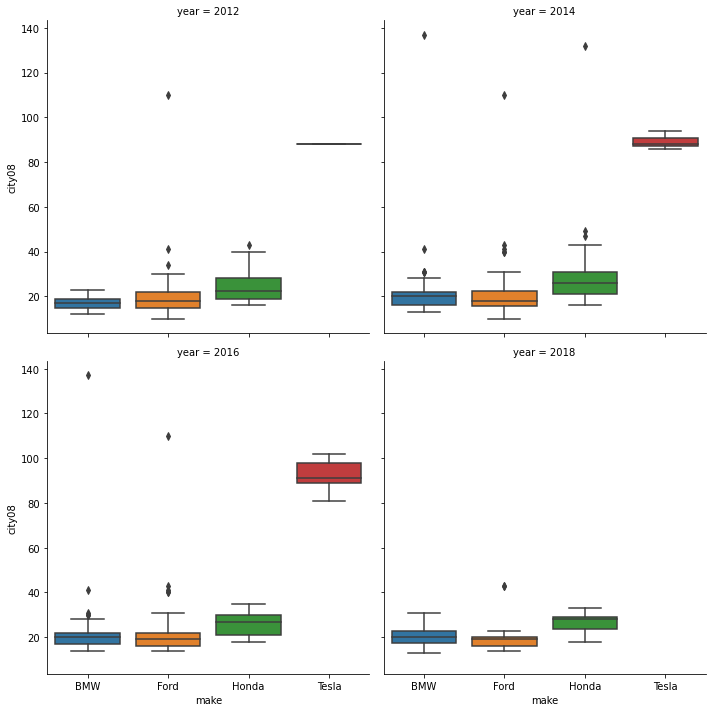 year = 2012
year = 2014
140
120
100
80
60
40
20
city08
year = 2016
year = 2018
140
120
100
80
60
40
20
city08
BMW Ford Honda Tesla
BMW Ford Honda Tesla
make
make